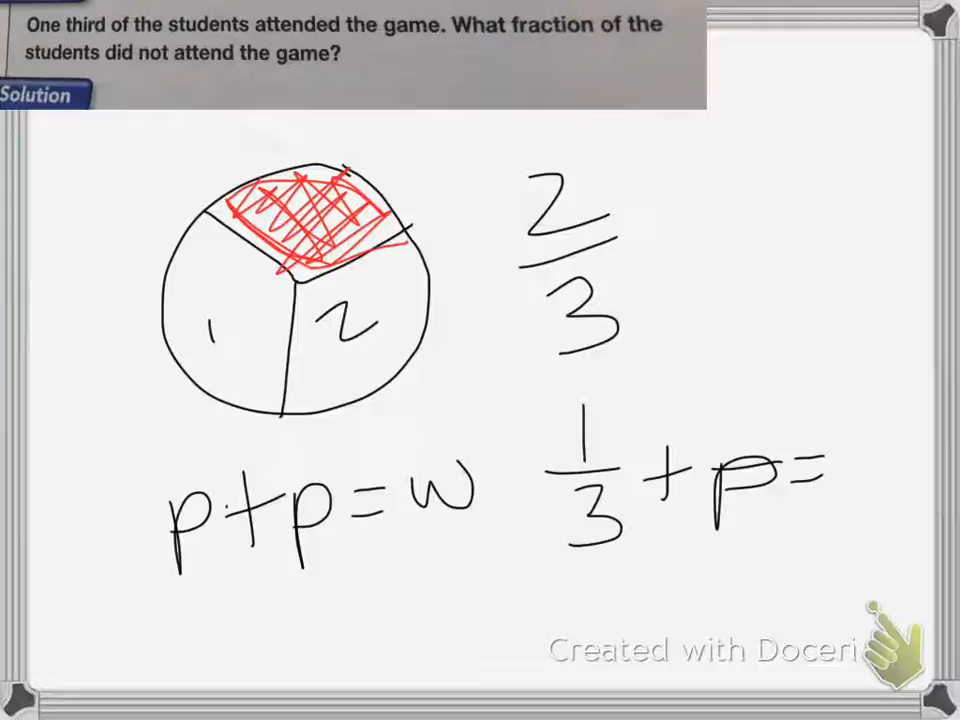 One third of the students attended the game. What fraction of the
students did not attend the game?
Solution
2
3
1
2
p+p=w
1
3
+p=
Created with Doceri